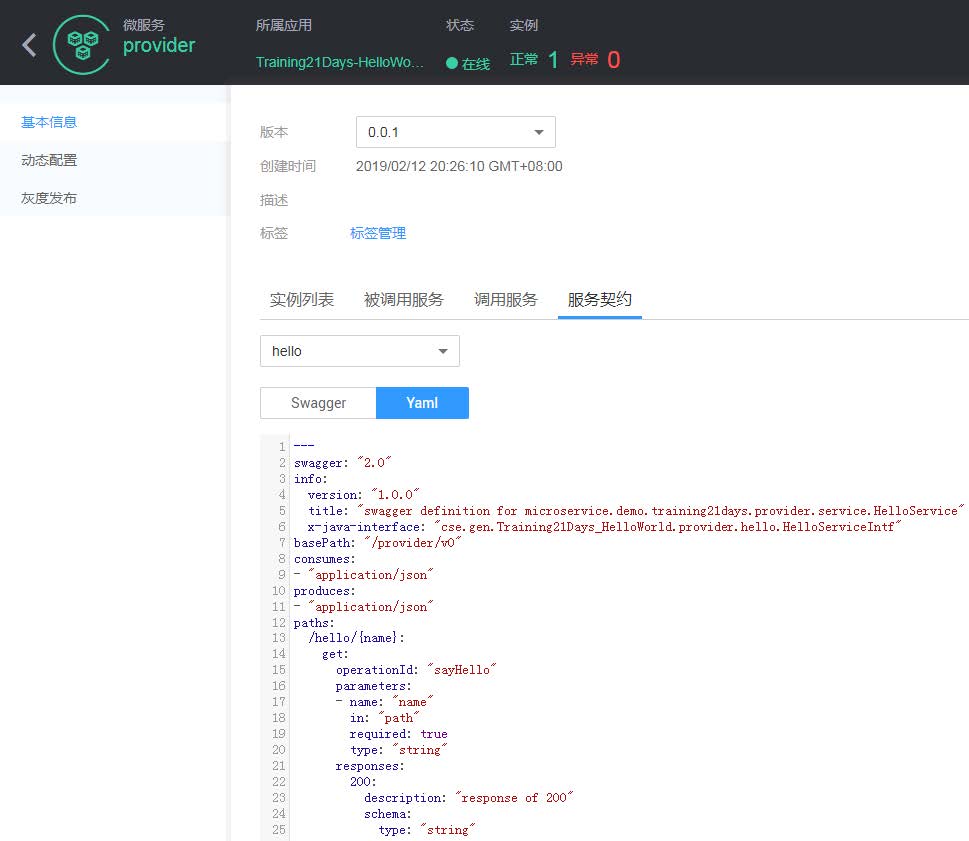 微服务
provider
所属应用
Training21Days-HelloWo...
状态
在线
实例
正常 1 异常 0
基本信息
动态配置
灰度发布
版本 0.0.1
创建时间 2019/02/12 20:26:10 GMT+08:00
描述
标签 标签管理
实例列表 被调用服务 调用服务 服务契约
hello
Swagger Yaml
1 ---
2 swagger: "2.0"
3 info:
4   version: "1.0.0"
5   title: "swagger definition for microservice.demo.training21days.provider.service.HelloService"
6   x-java-interface: "cse.gen.Training21Days_HelloWorld.provider.hello.HelloServiceIntf"
7 basePath: "/provider/v0"
8 consumes:
9 - "application/json"
10 produces:
11 - "application/json"
12 paths:
13   /hello/{name}:
14     get:
15       operationId: "sayHello"
16       parameters:
17       - name: "name"
18         in: "path"
19         required: true
20         type: "string"
21       responses:
22         200:
23           description: "response of 200"
24           schema:
25             type: "string"